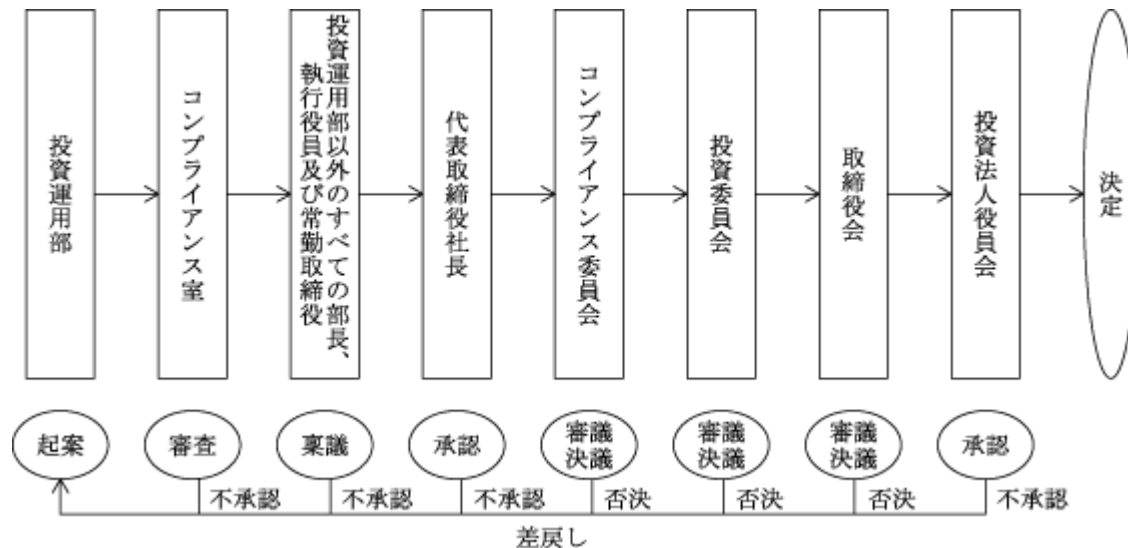 投資運用部
コンプライアンス室
投資運用部以外のすべての部長、
執行役員及び常勤取締役
代表取締役社長
コンプライアンス委員会
投資委員会
取締役会
投資法人役員会
決定
起案
審査
稟議
承認
審議
決議
審議
決議
審議
決議
承認
不承認
不承認
不承認
否決
否決
否決
不承認
差戻し